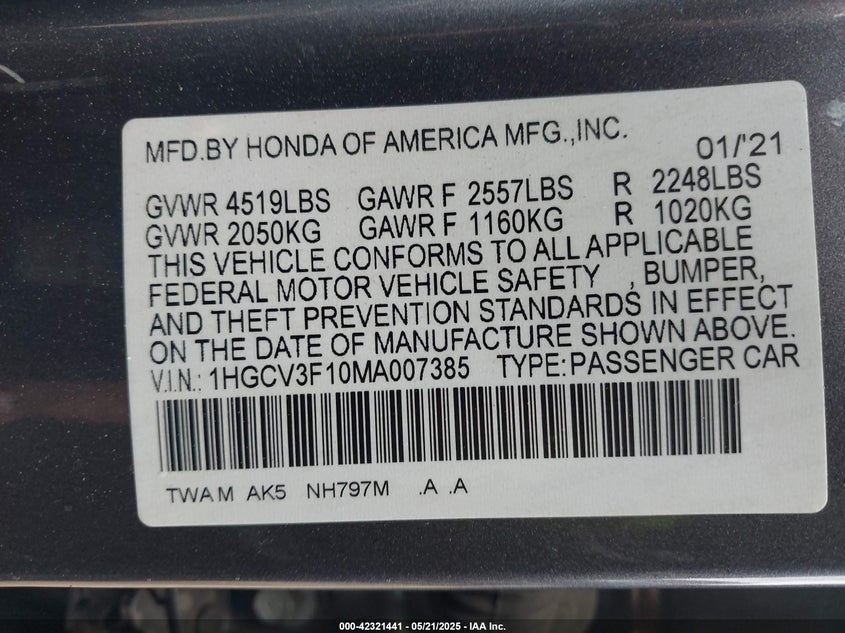 MFD.BY HONDA OF AMERICA MFG.,INC. 01/'21
GVWR 4519LBS GAWR F 2557LBS R 2248LBS
GVWR 2050KG GAWR F 1160KG R 1020KG
THIS VEHICLE CONFORMS TO ALL APPLICABLE
FEDERAL MOTOR VEHICLE SAFETY , BUMPER,
AND THEFT PREVENTION STANDARDS IN EFFECT
ON THE DATE OF MANUFACTURE SHOWN ABOVE.
V.I.N.: 1HGCV3F10MA007385 TYPE:PASSENGER CAR
TWA M AK5 NH797M .A .A
000-42321441 - 05/21/2025 - IAA Inc.